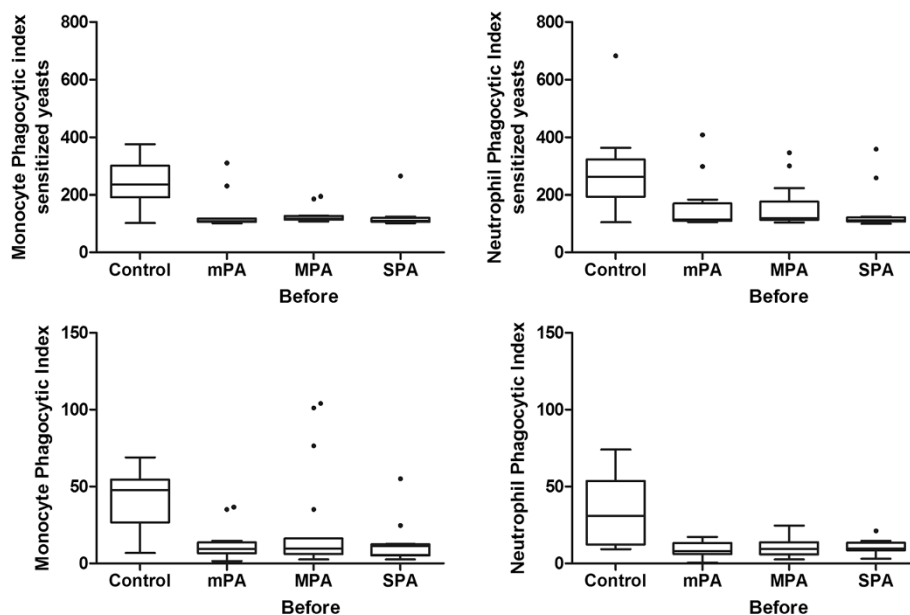 Monocyte Phagocytic index
sensitized yeasts
800
600
400
200
0
Control mPA MPA SPA
Before
Neutrophil Phagocytic index
sensitized yeasts
800
600
400
200
0
Control mPA MPA SPA
Before
Monocyte Phagocytic Index
150
100
50
0
Control mPA MPA SPA
Before
Neutrophil Phagocytic Index
150
100
50
0
Control mPA MPA SPA
Before